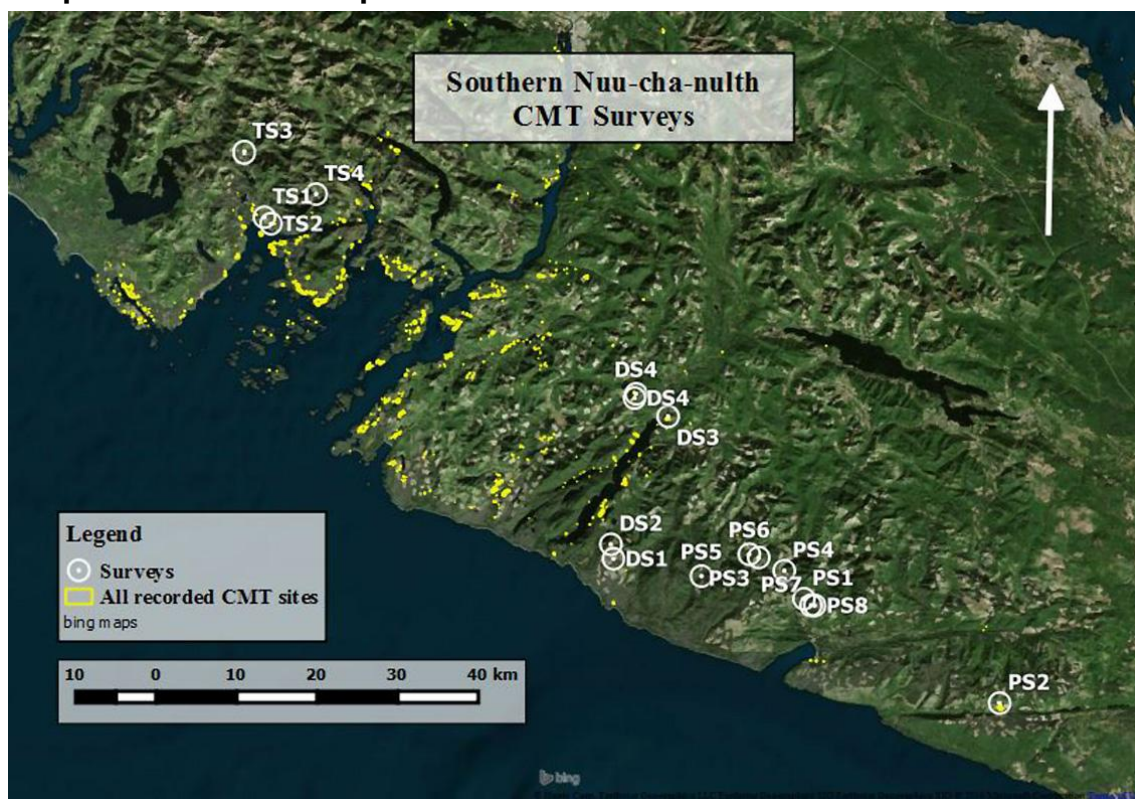 Southern Nuu-cha-nulth
CMT Surveys
TS3
TS4
TS1
TS2
DS4
DS4
DS3
DS2
DS1
PS6
PS5
PS4
PS3
PS7
PS1
PS8
PS2
Legend
Surveys
All recorded CMT sites
bing maps
10 0 10 20 30 40 km
bing